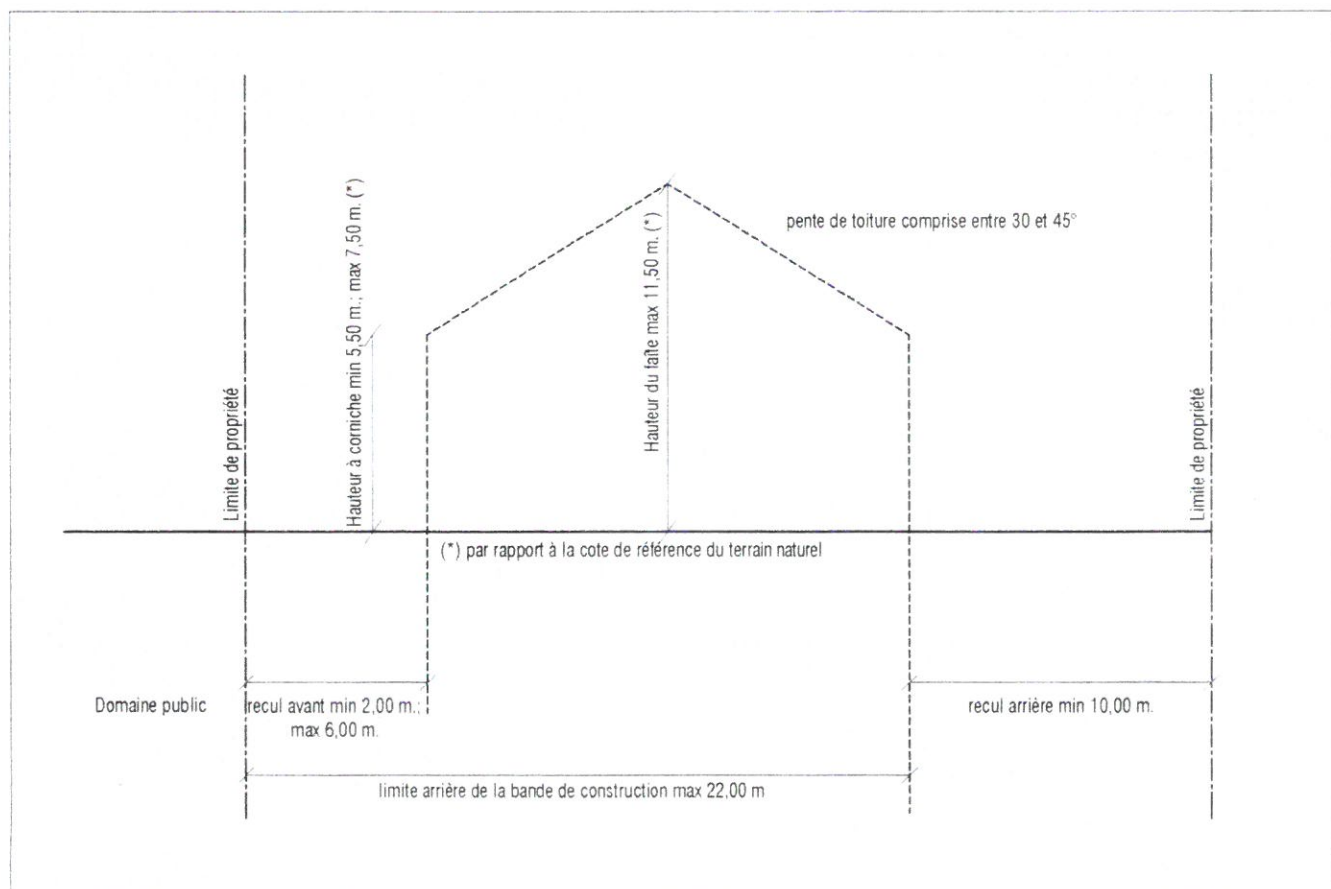 pente de toiture comprise entre 30 et 45°
Limite de propriété
Hauteur à corniche min 5,50 m.; max 7,50 m. (*)
Hauteur du faîte max 11,50 m. (*)
Limite de propriété
(*) par rapport à la cote de référence du terrain naturel
Domaine public
recul avant min 2,00 m.;
max 6,00 m.
recul arrière min 10,00 m.
limite arrière de la bande de construction max 22,00 m